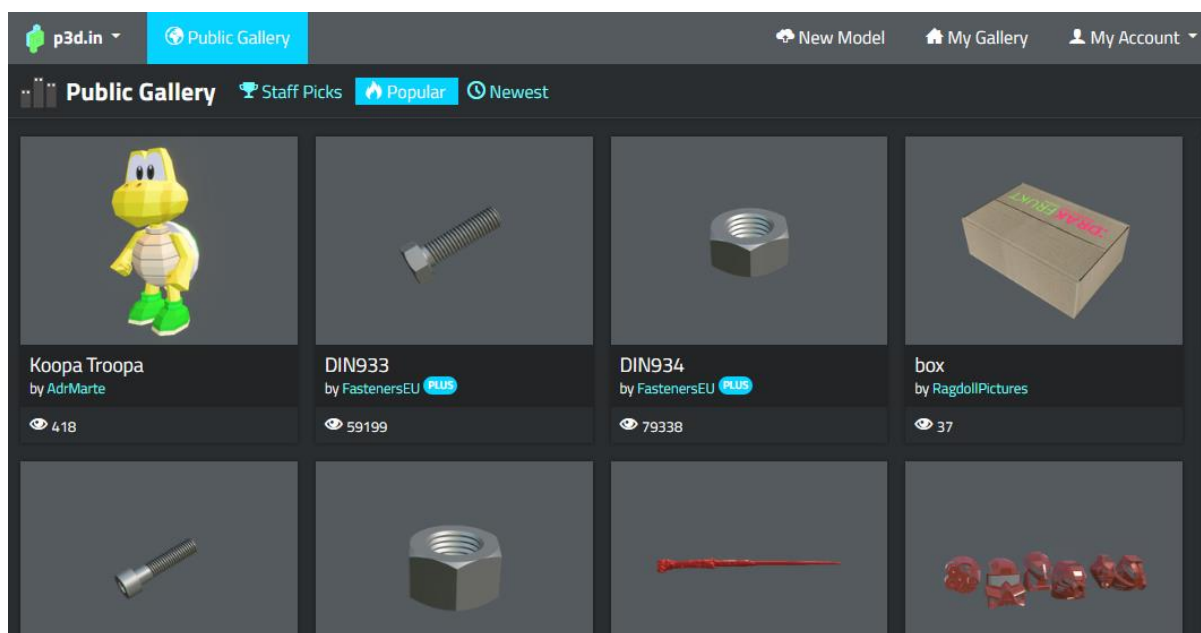 p3d.in Public Gallery New Model My Gallery My Account
Public Gallery Staff Picks Popular Newest
DRAKFRUKT
Koopa Troopa
by AdrMarte
418
DIN933
by FastenersEU PLUS
59199
DIN934
by FastenersEU PLUS
79338
box
by RagdollPictures
37